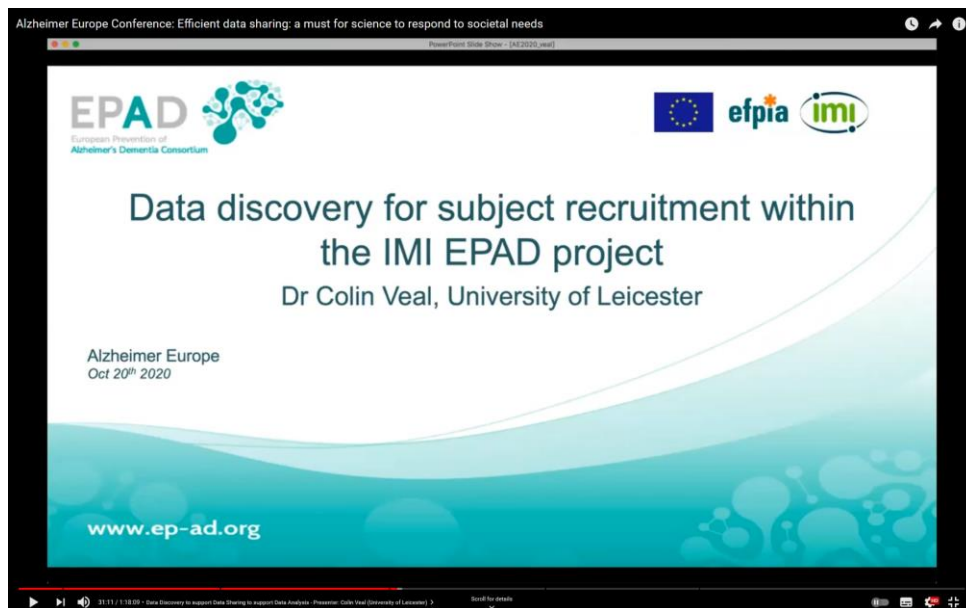 Alzheimer Europe Conference: Efficient data sharing: a must for science to respond to societal needs
PowerPoint Slide Show - [AE2020_veal]
EPAD
European Prevention of
Alzheimer's Dementia Consortium
efpia
imi
Data discovery for subject recruitment within
the IMI EPAD project
Dr Colin Veal, University of Leicester
Alzheimer Europe
Oct 20th 2020
www.ep-ad.org
31:11 / 1:18:09 • Data Discovery to support Data Sharing to support Data Analysis - Presenter: Colin Veal (University of Leicester) >
Scroll for details